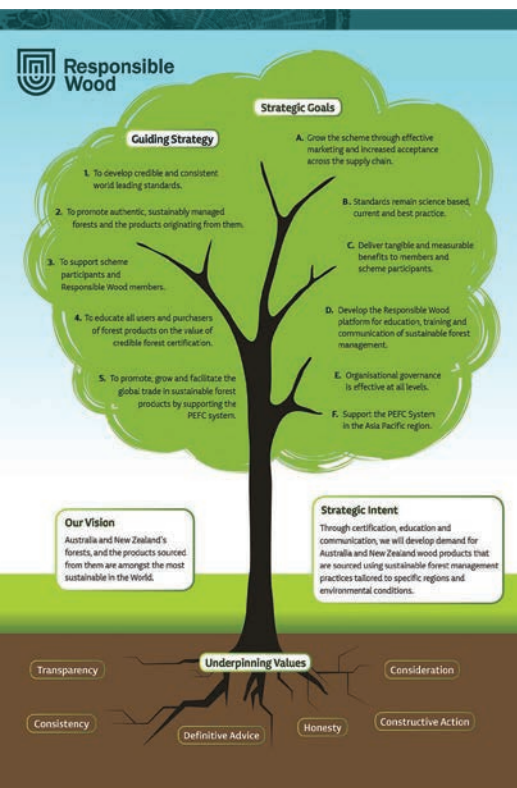 Responsible
Wood
Strategic Goals
Guiding Strategy
A. Grow the scheme through effective
marketing and increased acceptance
across the supply chain.
1. To develop credible and consistent
world leading standards.
B. Standards remain science based,
current and best practice.
2. To promote authentic, sustainably managed
forests and the products originating from them.
C. Deliver tangible and measurable
benefits to members and
scheme participants.
3. To support scheme
participants and
Responsible Wood members.
D. Develop the Responsible Wood
platform for education, training and
communication of sustainable forest
management.
4. To educate all users and purchasers
of forest products on the value of
credible forest certification.
E. Organisational governance
is effective at all levels.
5. To promote, grow and facilitate the
global trade in sustainable forest
products by supporting the
PEFC system.
F. Support the PEFC System
in the Asia Pacific region.
Our Vision
Australia and New Zealand's
forests, and the products sourced
from them are amongst the most
sustainable in the World.
Strategic Intent
Through certification, education and
communication, we will develop demand for
Australia and New Zealand wood products that
are sourced using sustainable forest management
practices tailored to specific regions and
environmental conditions.
Underpinning Values
Transparency
Consideration
Consistency
Definitive Advice
Honesty
Constructive Action